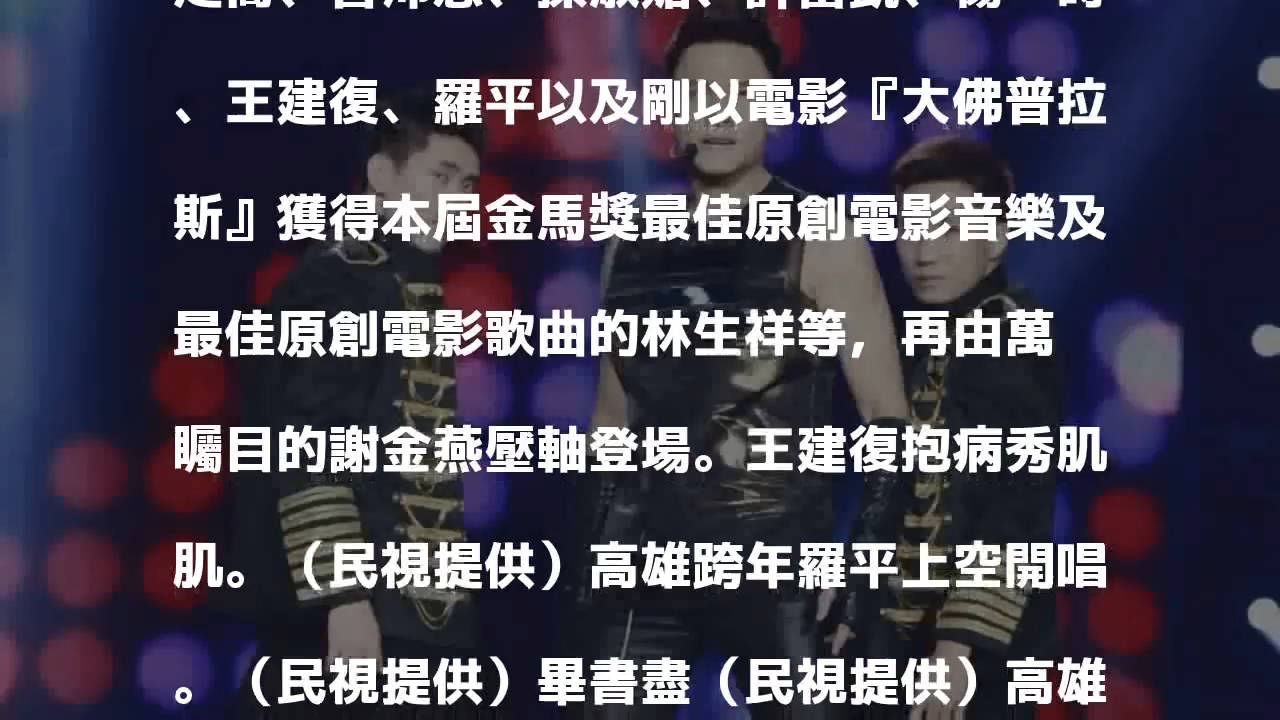 、王建復、羅平以及剛以電影『大佛普拉
斯』獲得本屆金馬獎最佳原創電影音樂及
最佳原創電影歌曲的林生祥等，再由萬
矚目的謝金燕壓軸登場。王建復抱病秀肌
肌。（民視提供）高雄跨年羅平上空開唱
。（民視提供）畢書盡（民視提供）高雄